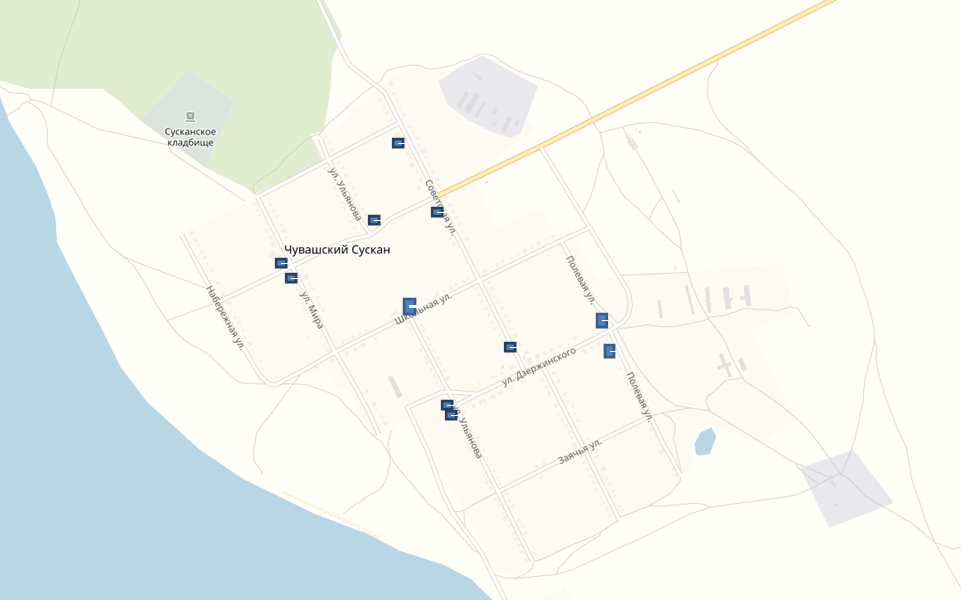 Сусканское
кладбище
ул. Ульянова
Советская ул.
Чувашский Сускан
Полевая ул.
Набережная ул.
ул. Мира
Школьная ул.
ул. Дзержинского
Полевая ул.
ул. Ульянова
Заячья ул.